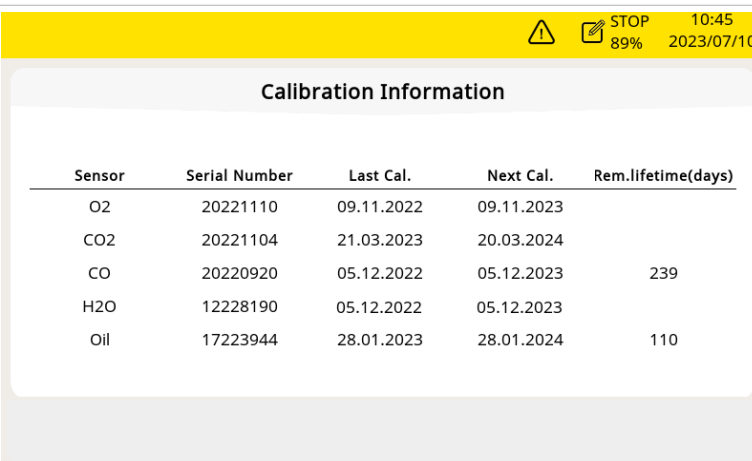 STOP 10:45
89% 2023/07/10
Calibration Information
Sensor Serial Number Last Cal. Next Cal. Rem.lifetime(days)
O2 20221110 09.11.2022 09.11.2023
CO2 20221104 21.03.2023 20.03.2024
CO 20220920 05.12.2022 05.12.2023 239
H2O 12228190 05.12.2022 05.12.2023
Oil 17223944 28.01.2023 28.01.2024 110